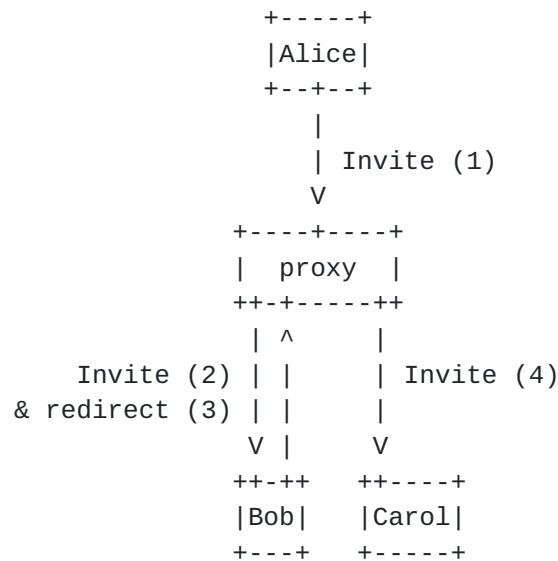 +-----+
|Alice|
+--+--+
|
| Invite (1)
V
+----+----+
|  proxy  |
++-+-----++
| ^     |
Invite (2) | |     | Invite (4)
& redirect (3) | |     |
V |     V
++-++   ++----+
|Bob|   |Carol|
+---+   +-----+